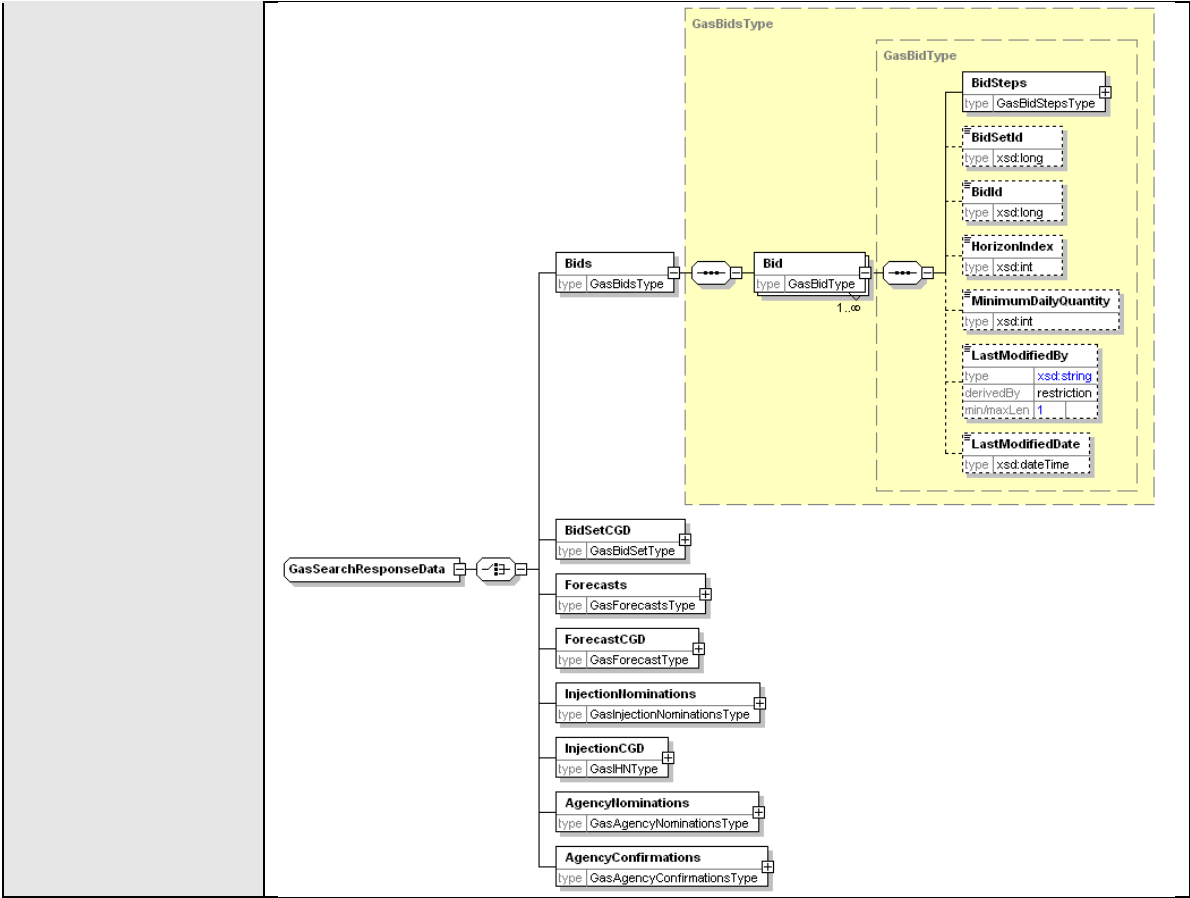 GasBidsType
GasBidType
BidSteps
type GasBidStepsType
BidSetId
type xsd:long
BidId
type xsd:long
HorizonIndex
type xsd:int
MinimumDailyQuantity
type xsd:int
LastModifiedBy
type xsd:string
derivedBy restriction
min/maxLen 1
LastModifiedDate
type xsd:dateTime
Bids
type GasBidsType
Bid
type GasBidType
1..∞
GasSearchResponseData
BidSetCGD
type GasBidSetType
Forecasts
type GasForecastsType
ForecastCGD
type GasForecastType
InjectionNominations
type GasInjectionNominationsType
InjectionCGD
type GasIHNType
AgencyNominations
type GasAgencyNominationsType
AgencyConfirmations
type GasAgencyConfirmationsType